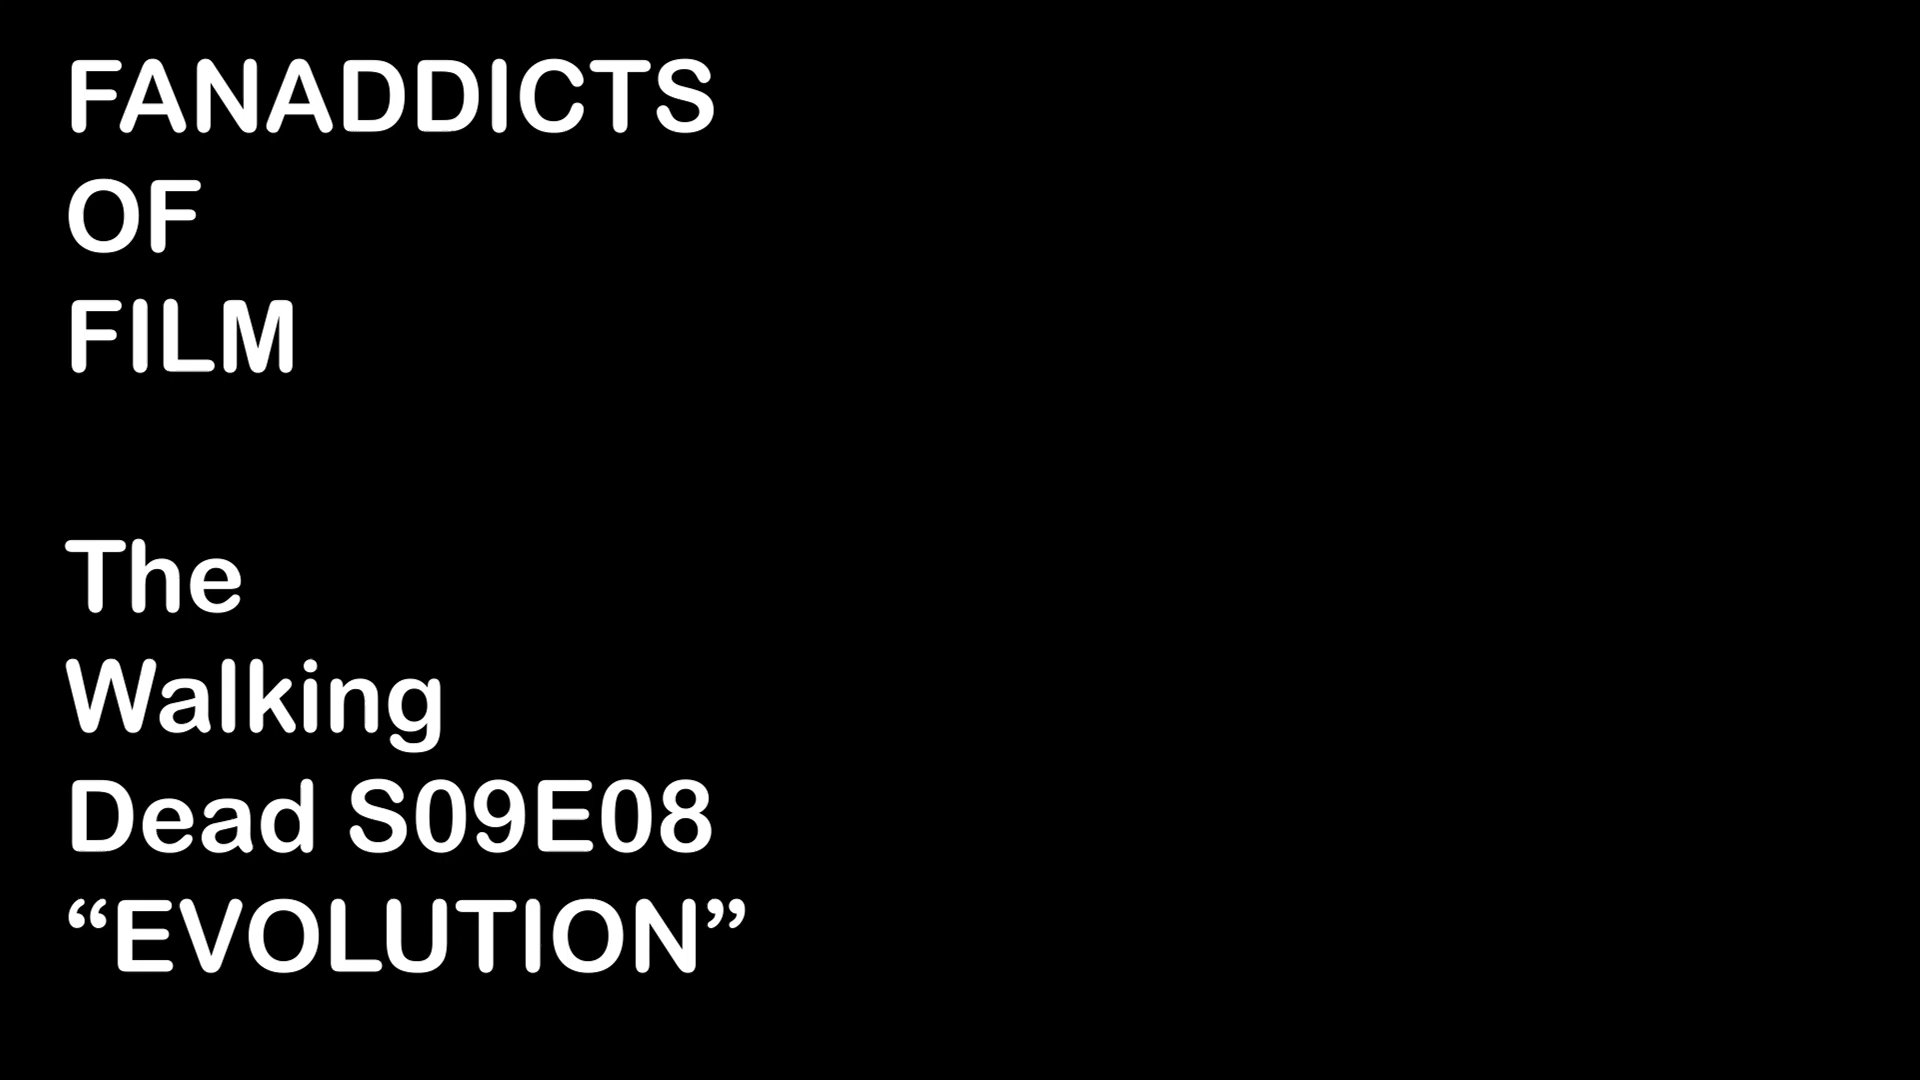 FANADDICTS
OF
FILM
The
Walking
Dead S09E08
“EVOLUTION”